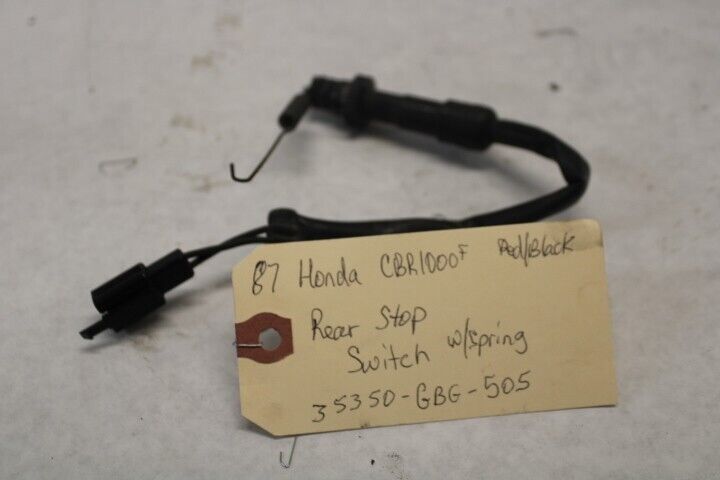 87 Honda CBR1000F Red/Black
Rear Stop
Switch w/spring
35350-GBG-505